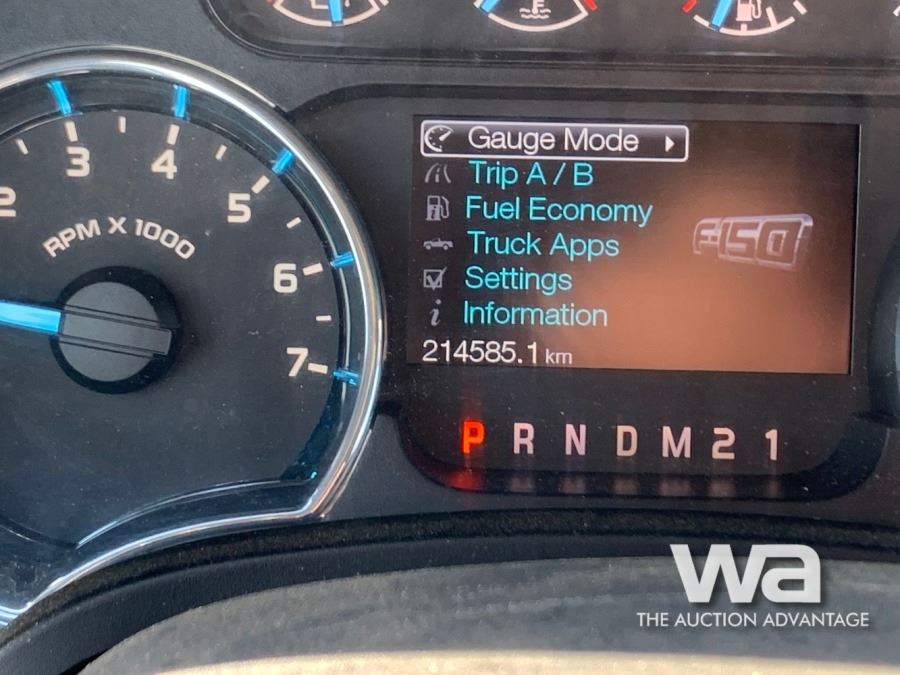 Gauge Mode
Trip A / B
Fuel Economy
Truck Apps
Settings
Information
214585.1 km
F150
2 3 4 5 6 7
RPM X 1000
P R N D M 2 1
wa
THE AUCTION ADVANTAGE